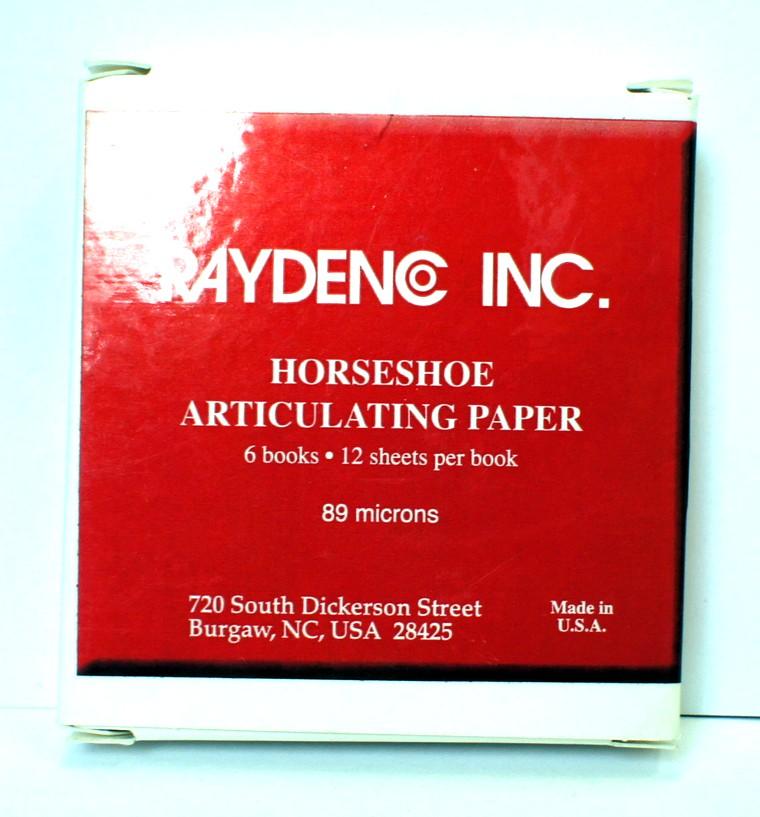 RAYDENCO INC.
HORSESHOE
ARTICULATING PAPER
6 books • 12 sheets per book
89 microns
720 South Dickerson Street
Burgaw, NC, USA 28425
Made in
U.S.A.